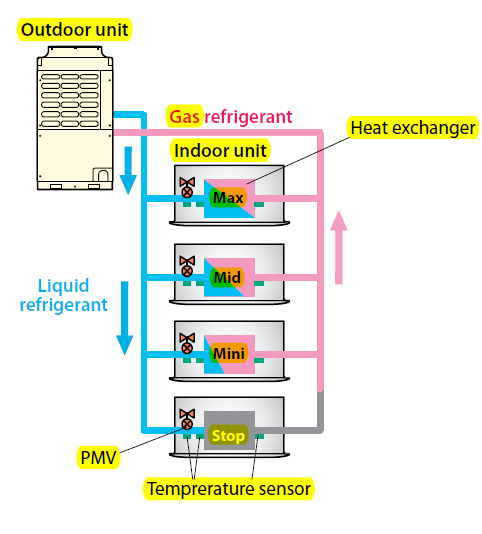 Outdoor unit
Gas refrigerant
Heat exchanger
Indoor unit
Max
Mid
Liquid
refrigerant
Mini
Stop
PMV
Temprerature sensor